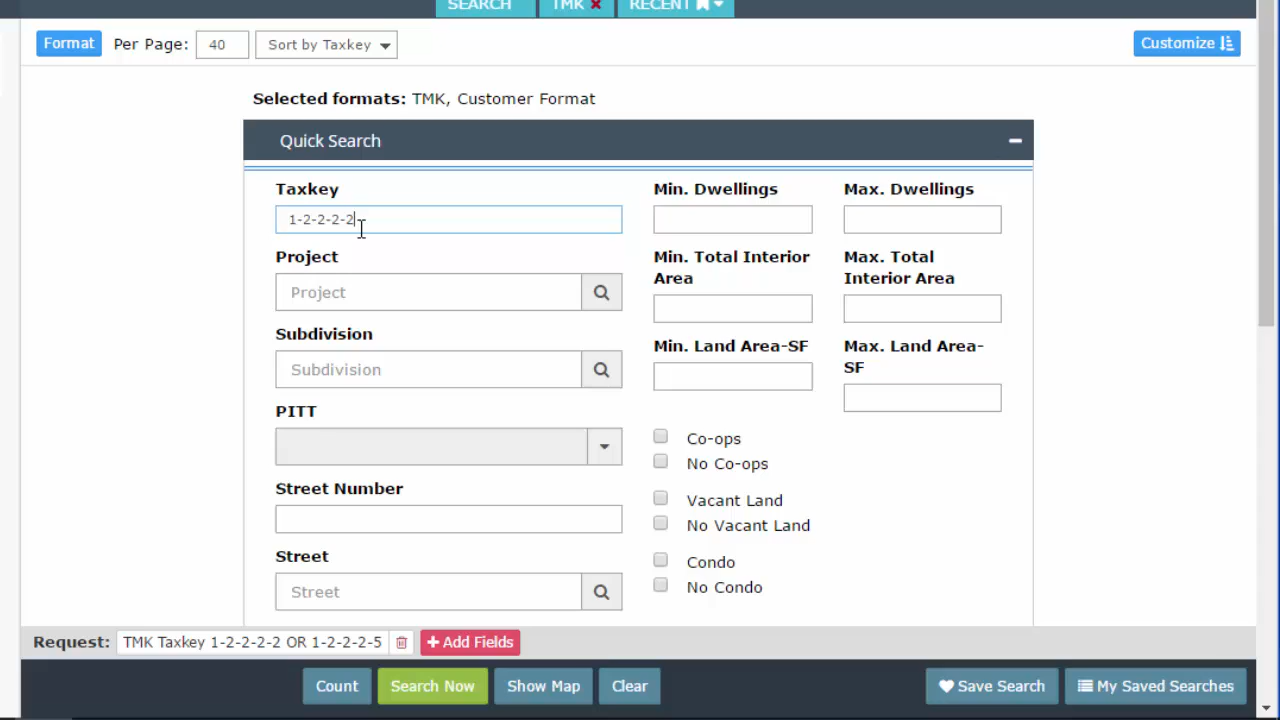 SEARCH TMK ✖ RECENT
Format Per Page: 40 Sort by Taxkey Customize
Selected formats: TMK, Customer Format
Quick Search
Taxkey
1-2-2-2-2
Project
Project
Subdivision
Subdivision
PITT
Street Number
Street
Street
Min. Dwellings
Max. Dwellings
Min. Total Interior
Area
Max. Total
Interior Area
Min. Land Area-SF
Max. Land Area-
SF
Co-ops
No Co-ops
Vacant Land
No Vacant Land
Condo
No Condo
Request: TMK Taxkey 1-2-2-2-2 OR 1-2-2-2-5 + Add Fields
Count Search Now Show Map Clear Save Search My Saved Searches